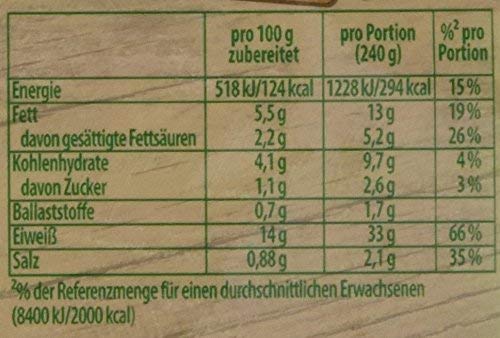 pro 100 g zubereitet pro Portion (240 g) %² pro Portion
Energie 518 kJ/124 kcal 1228 kJ/294 kcal 15 %
Fett 5,5 g 13 g 19 %
davon gesättigte Fettsäuren 2,2 g 5,2 g 26 %
Kohlenhydrate 4,1 g 9,7 g 4 %
davon Zucker 1,1 g 2,6 g 3 %
Ballaststoffe 0,7 g 1,7 g
Eiweiß 14 g 33 g 66 %
Salz 0,88 g 2,1 g 35 %
²% der Referenzmenge für einen durchschnittlichen Erwachsenen
(8400 kJ/2000 kcal)